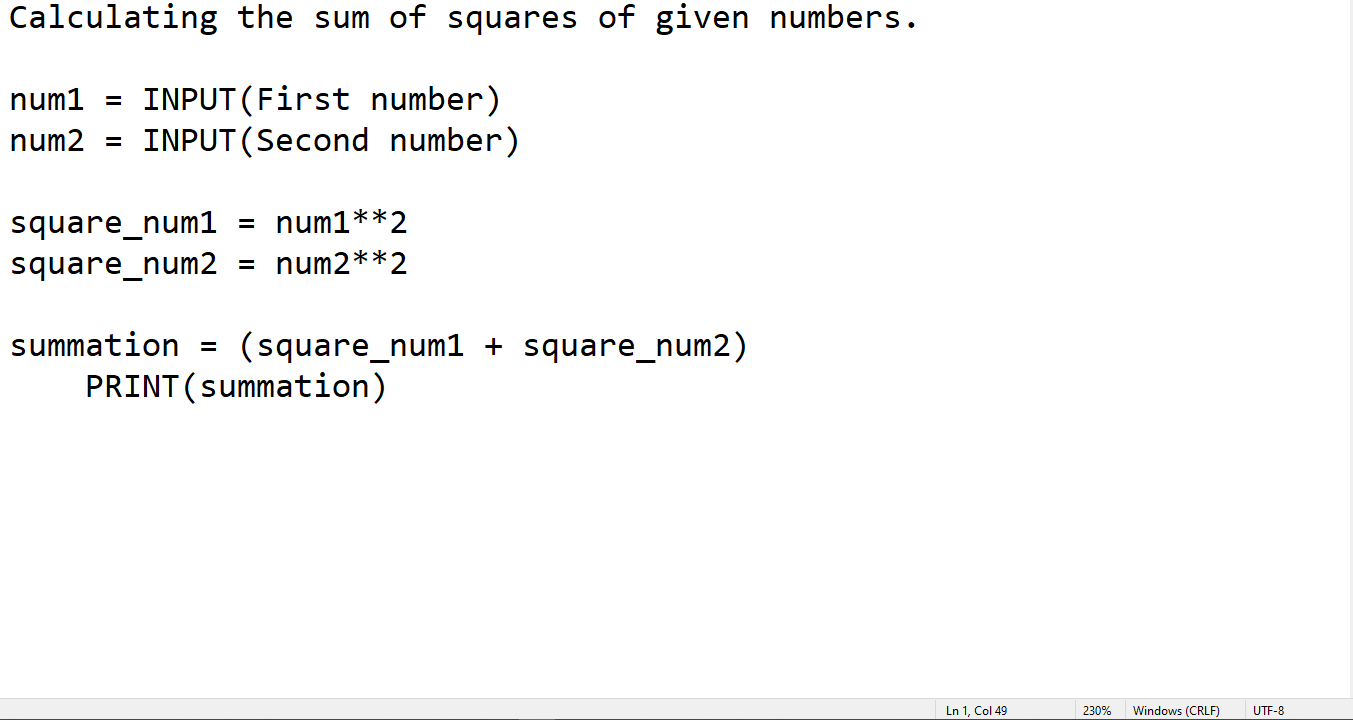 Calculating the sum of squares of given numbers.
num1 = INPUT(First number)
num2 = INPUT(Second number)
square_num1 = num1**2
square_num2 = num2**2
summation = (square_num1 + square_num2)
PRINT(summation)
Ln 1, Col 49 230% Windows (CRLF) UTF-8